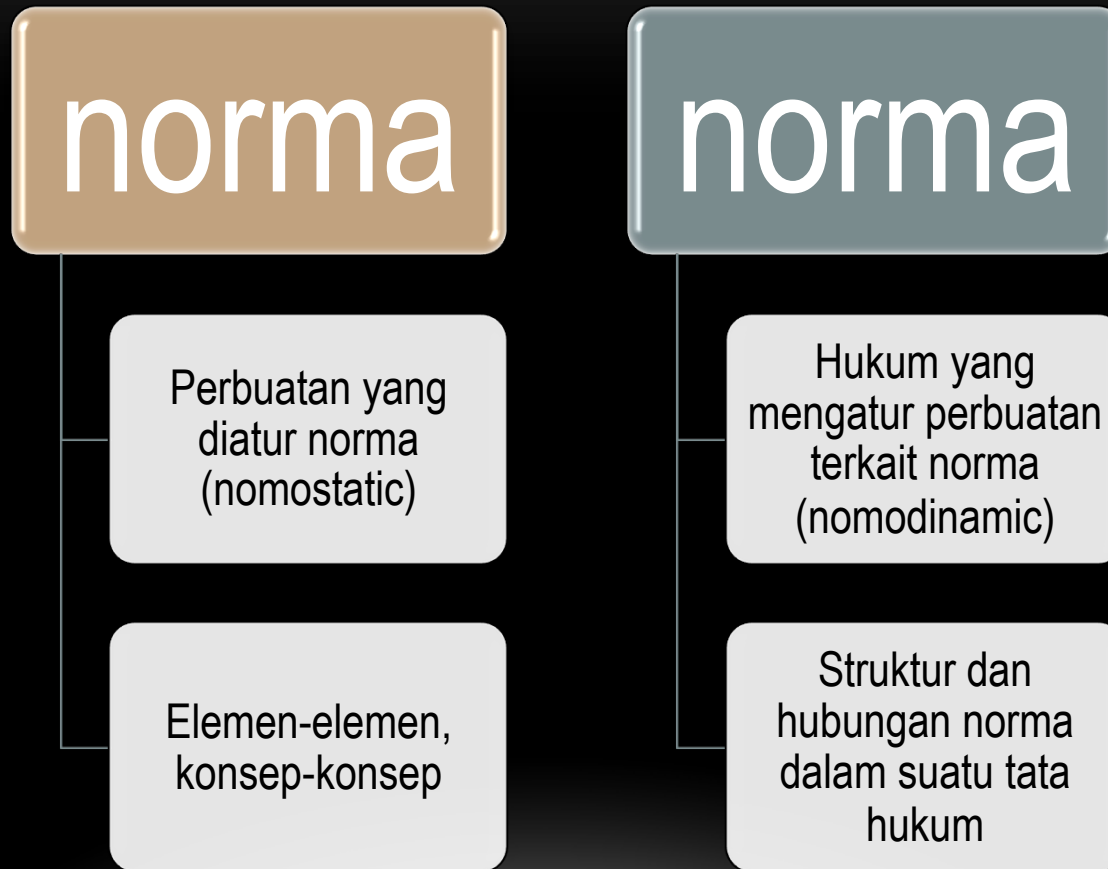 norma
Perbuatan yang
diatur norma
(nomostatic)
Elemen-elemen,
konsep-konsep
norma
Hukum yang
mengatur perbuatan
terkait norma
(nomodinamic)
Struktur dan
hubungan norma
dalam suatu tata
hukum